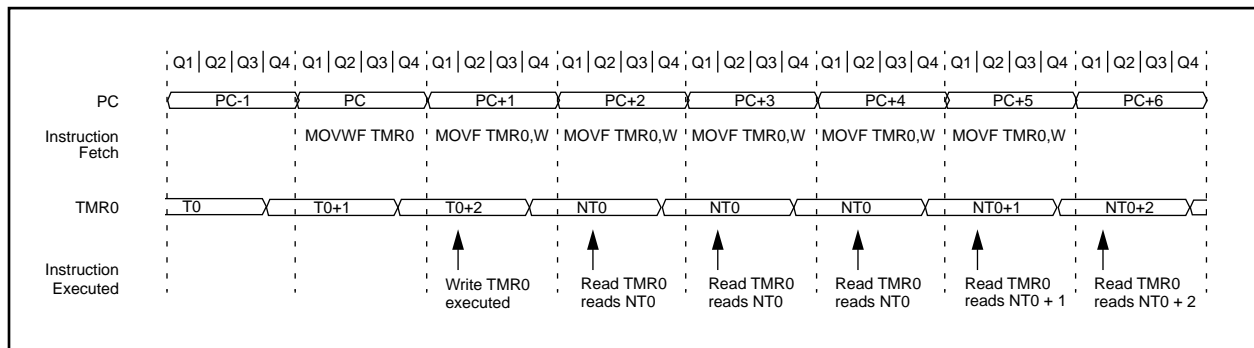 Q1 Q2 Q3 Q4 Q1 Q2 Q3 Q4 Q1 Q2 Q3 Q4 Q1 Q2 Q3 Q4 Q1 Q2 Q3 Q4 Q1 Q2 Q3 Q4 Q1 Q2 Q3 Q4 Q1 Q2 Q3 Q4
PC PC-1 PC PC+1 PC+2 PC+3 PC+4 PC+5 PC+6
Instruction
Fetch
MOVWF TMR0 MOVF TMR0,W MOVF TMR0,W MOVF TMR0,W MOVF TMR0,W MOVF TMR0,W
TMR0 T0 T0+1 T0+2 NT0 NT0 NT0 NT0+1 NT0+2
Instruction
Executed
Write TMR0
executed
Read TMR0
reads NT0
Read TMR0
reads NT0
Read TMR0
reads NT0
Read TMR0
reads NT0 + 1
Read TMR0
reads NT0 + 2